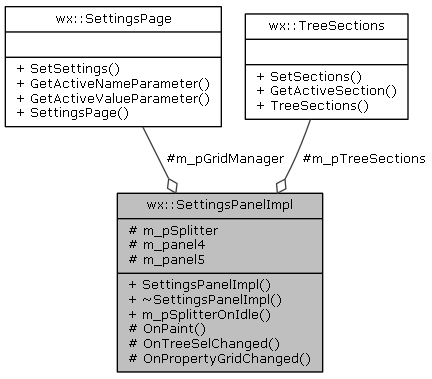 wx::SettingsPage
+ SetSettings()
+ GetActiveNameParameter()
+ GetActiveValueParameter()
+ SettingsPage()
wx::TreeSections
+ SetSections()
+ GetActiveSection()
+ TreeSections()
#m_pGridManager
#m_pTreeSections
wx::SettingsPanelImpl
# m_pSplitter
# m_panel4
# m_panel5
+ SettingsPanelImpl()
+ ~SettingsPanelImpl()
+ m_pSplitterOnIdle()
# OnPaint()
# OnTreeSelChanged()
# OnPropertyGridChanged()